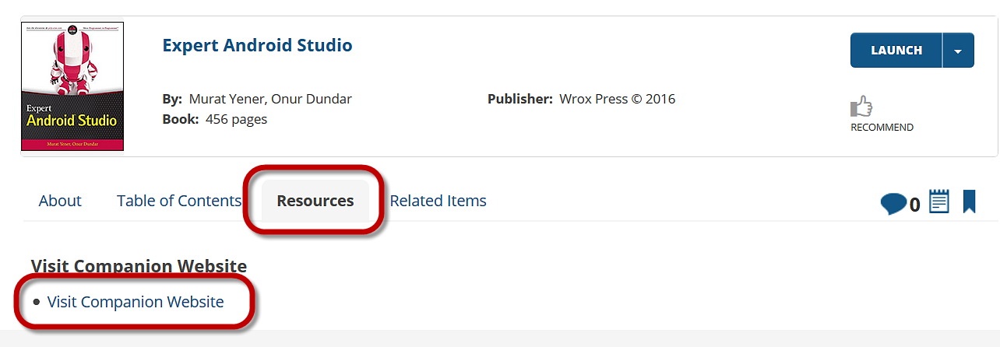 Expert Android Studio
LAUNCH
By: Murat Yener, Onur Dundar
Publisher: Wrox Press © 2016
Book: 456 pages
RECOMMEND
Expert
Android Studio
Murat Yener, Onur Dundar
About
Table of Contents
Resources
Related Items
0
Visit Companion Website
• Visit Companion Website